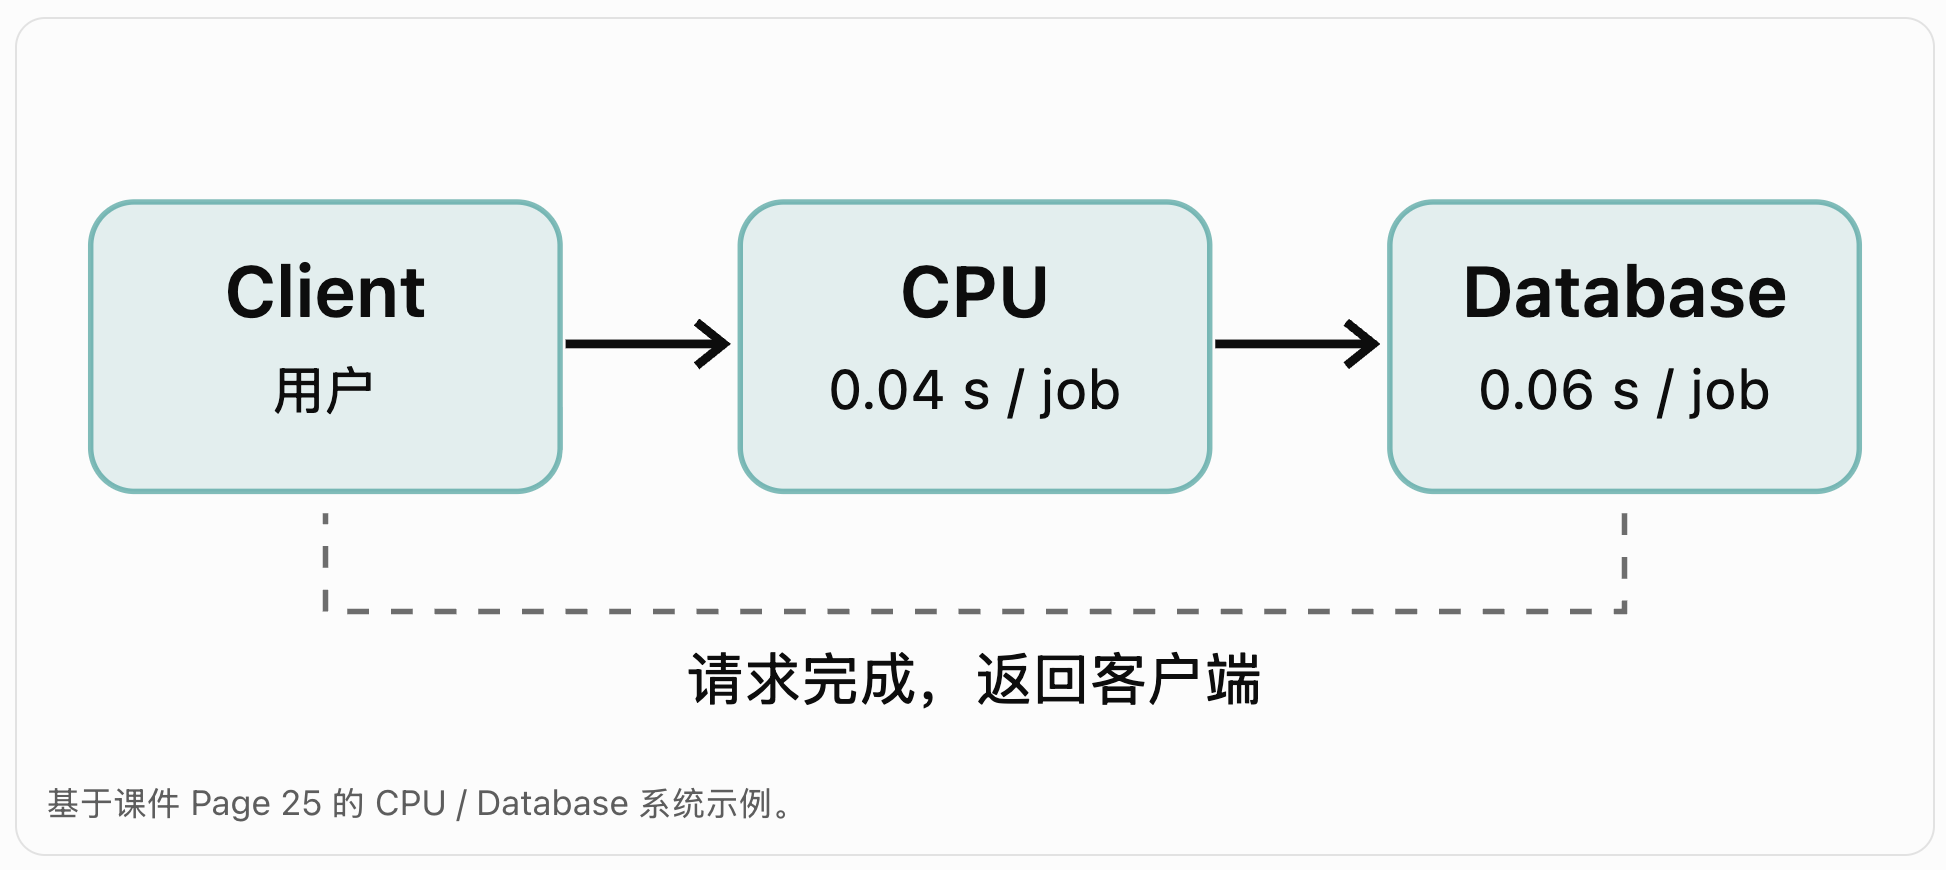 Client
用户
CPU
0.04 s / job
Database
0.06 s / job
请求完成，返回客户端
基于课件 Page 25 的 CPU / Database 系统示例。